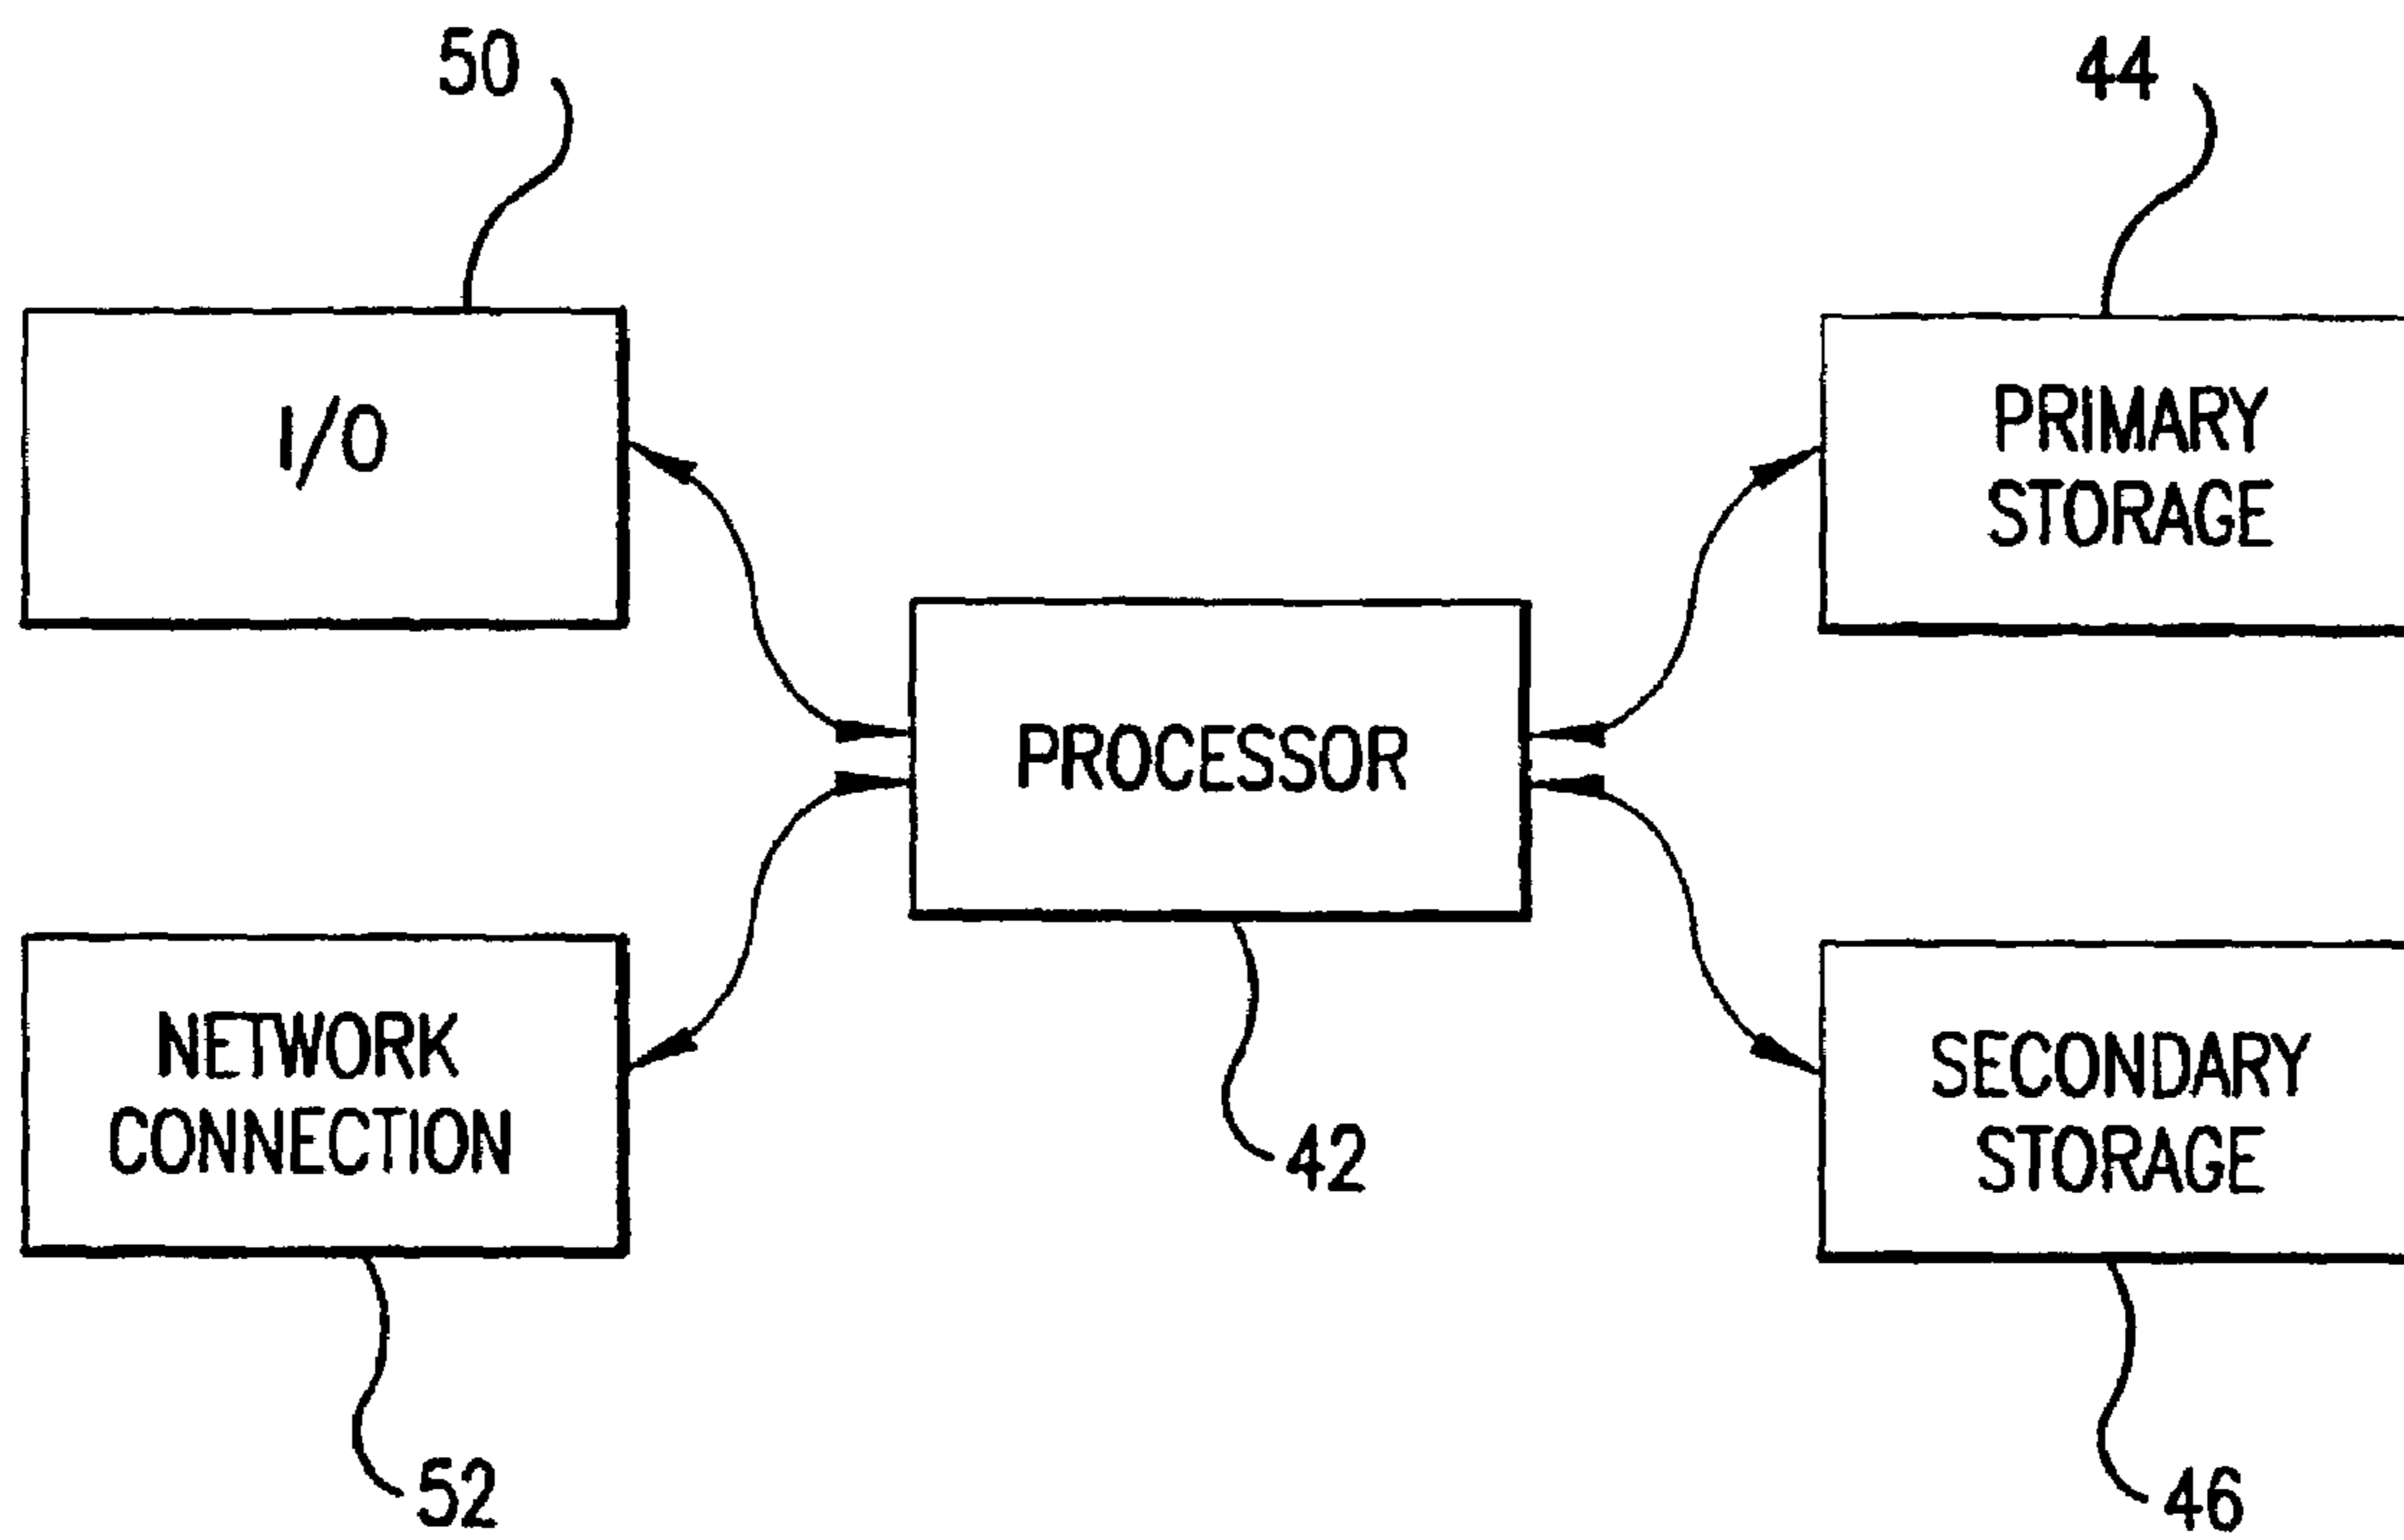 50
44
I/O
PRIMARY
STORAGE
PROCESSOR
NETWORK
CONNECTION
SECONDARY
STORAGE
42
52
46